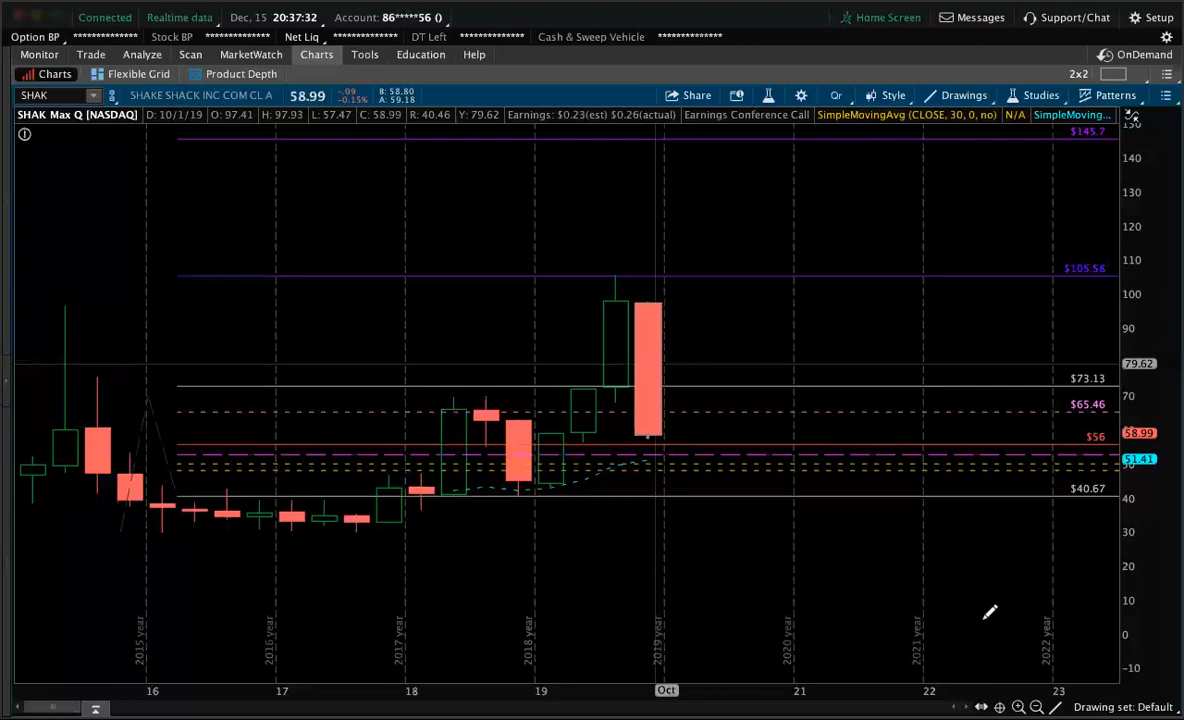 Connected Realtime data Dec, 15 20:37:32 Account: 86*****56 () Home Screen Messages Support/Chat Setup
Option BP ************** Stock BP ************** Net Liq ************** DT Left ************** Cash & Sweep Vehicle **************
Monitor Trade Analyze Scan MarketWatch Charts Tools Education Help OnDemand
Charts Flexible Grid Product Depth 2x2
SHAK SHAKE SHACK INC COM CL A 58.99 -.09 -0.15% B: 58.80 A: 59.18 Share Qr Style Drawings Studies Patterns
SHAK Max Q [NASDAQ] D: 10/1/19 O: 97.41 H: 97.93 L: 57.47 C: 58.99 R: 40.46 Y: 79.62 Earnings: $0.23(est) $0.26(actual) Earnings Conference Call SimpleMovingAvg (CLOSE, 30, 0, no) N/A SimpleMoving...
130
$145.7
140
130
120
110
$105.58
100
90
79.62
$73.13
70
$65.46
58.99
$56
51.41
$40.67
40
30
20
10
0
-10
2015 year 2016 year 2017 year 2018 year 2019 year 2020 year 2021 year 2022 year
16 17 18 19 Oct 21 22 23
Drawing set: Default